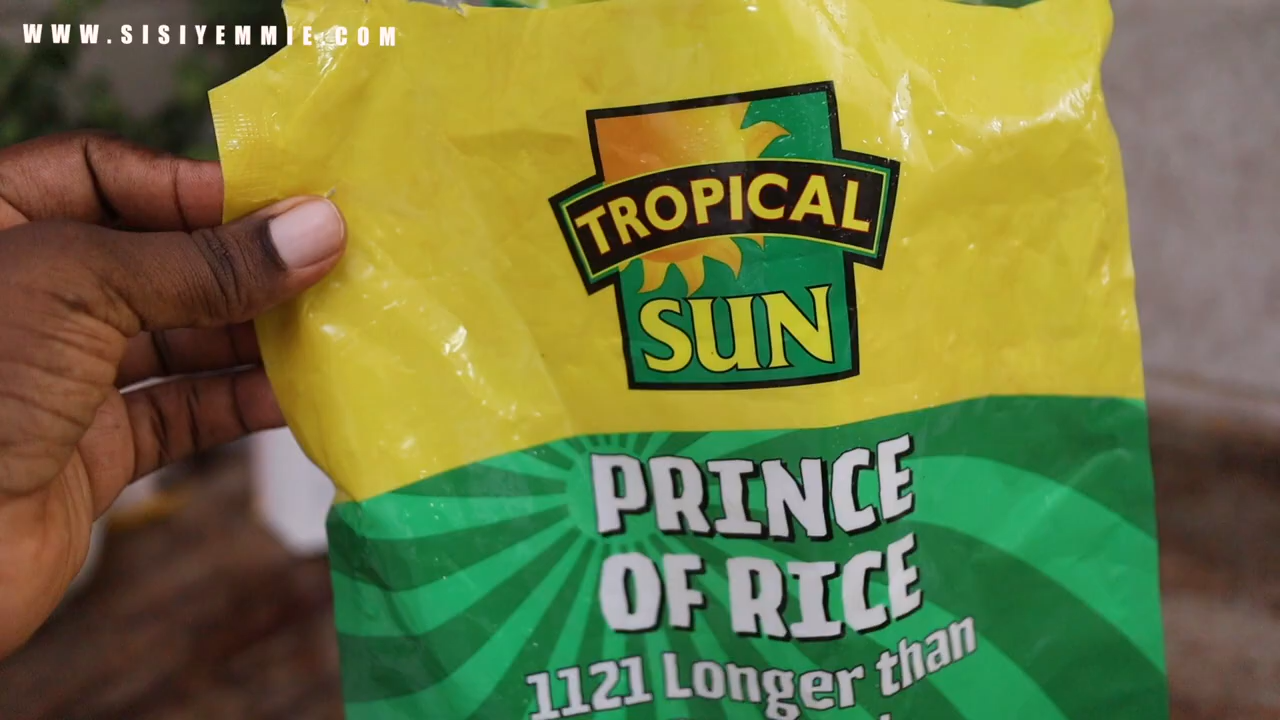 WWW.SISIYEMMIE.COM
TROPICAL
SUN
PRINCE
OF RICE
1121 Longer than